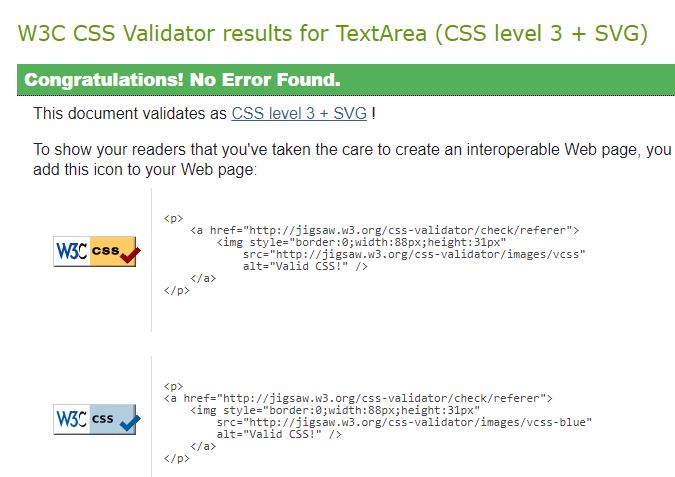 W3C CSS Validator results for TextArea (CSS level 3 + SVG)
Congratulations! No Error Found.
This document validates as CSS level 3 + SVG !
To show your readers that you've taken the care to create an interoperable Web page, you
add this icon to your Web page:
W3C css
<p>
<a href="http://jigsaw.w3.org/css-validator/check/referer">
<img style="border:0;width:88px;height:31px"
src="http://jigsaw.w3.org/css-validator/images/vcss"
alt="Valid CSS!" />
</a>
</p>
W3C css
<p>
<a href="http://jigsaw.w3.org/css-validator/check/referer">
<img style="border:0;width:88px;height:31px"
src="http://jigsaw.w3.org/css-validator/images/vcss-blue"
alt="Valid CSS!" />
</a>
</p>